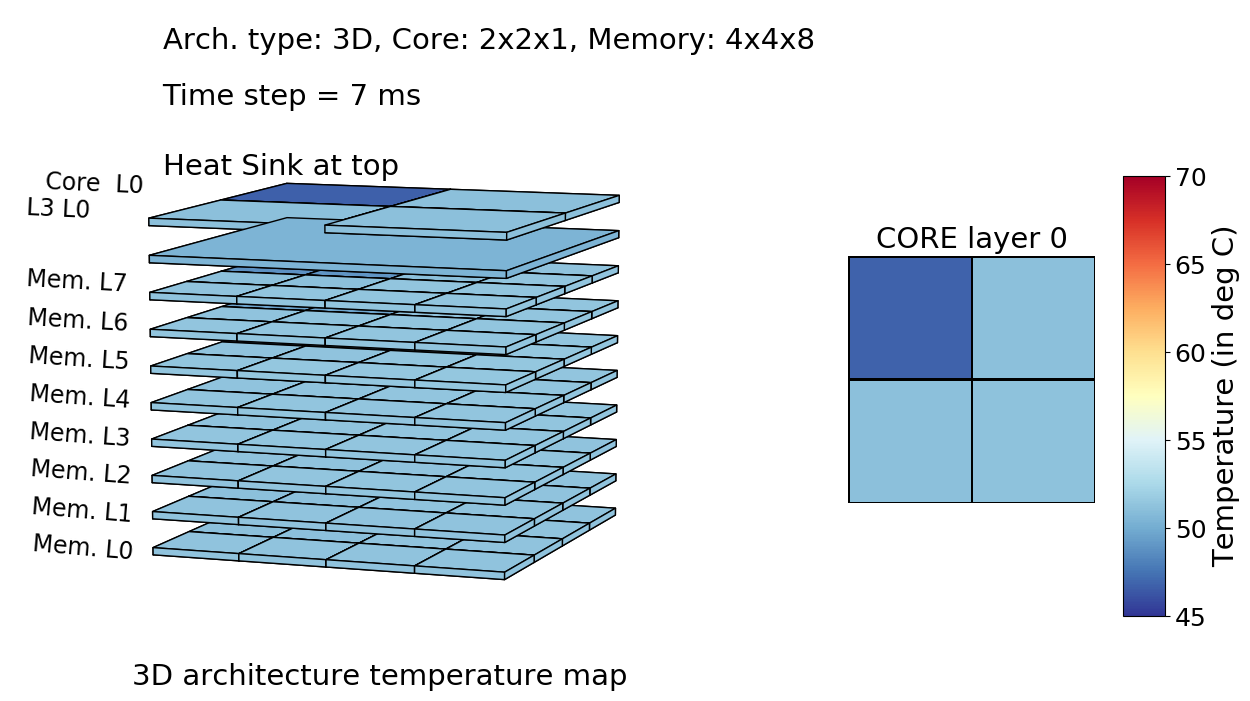 Arch. type: 3D, Core: 2x2x1, Memory: 4x4x8
Time step = 7 ms
Heat Sink at top
Core  L0
L3 L0
Mem. L7
Mem. L6
Mem. L5
Mem. L4
Mem. L3
Mem. L2
Mem. L1
Mem. L0
3D architecture temperature map
CORE layer 0
70
65
60
55
50
45
Temperature (in deg C)